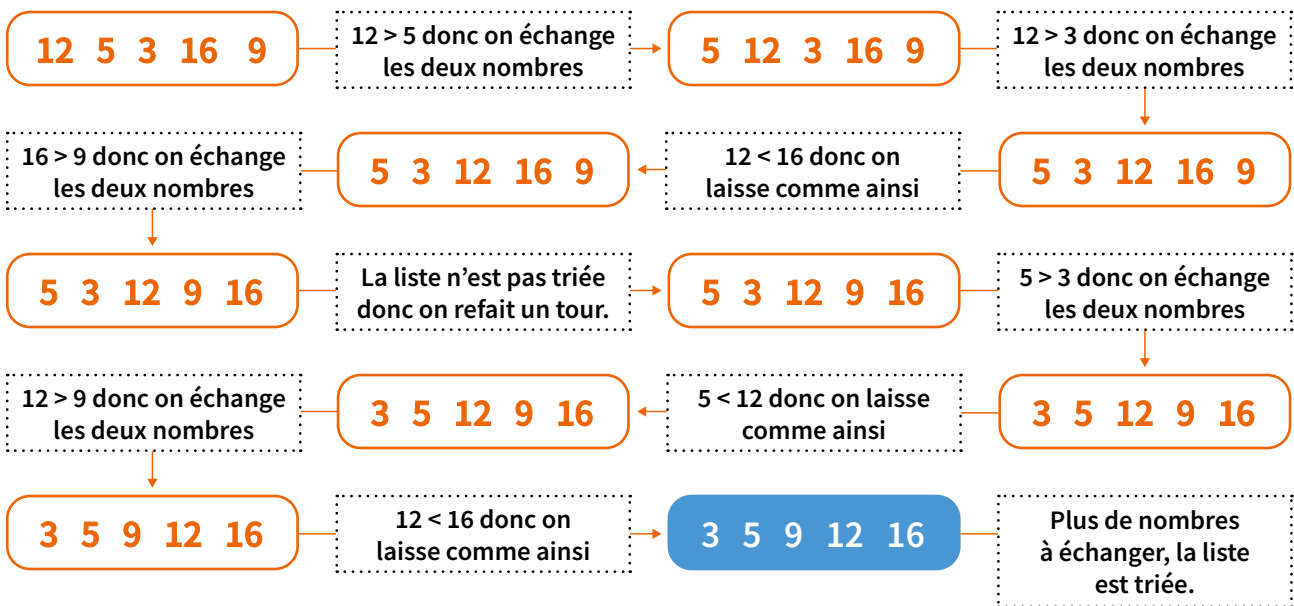 12 5 3 16 9
12 > 5 donc on échange
les deux nombres
5 12 3 16 9
12 > 3 donc on échange
les deux nombres
5 3 12 16 9
12 < 16 donc on
laisse comme ainsi
5 3 12 16 9
16 > 9 donc on échange
les deux nombres
5 3 12 9 16
La liste n’est pas triée
donc on refait un tour.
5 3 12 9 16
5 > 3 donc on échange
les deux nombres
3 5 12 9 16
5 < 12 donc on laisse
comme ainsi
3 5 12 9 16
12 > 9 donc on échange
les deux nombres
3 5 9 12 16
12 < 16 donc on
laisse comme ainsi
3 5 9 12 16
Plus de nombres
à échanger, la liste
est triée.